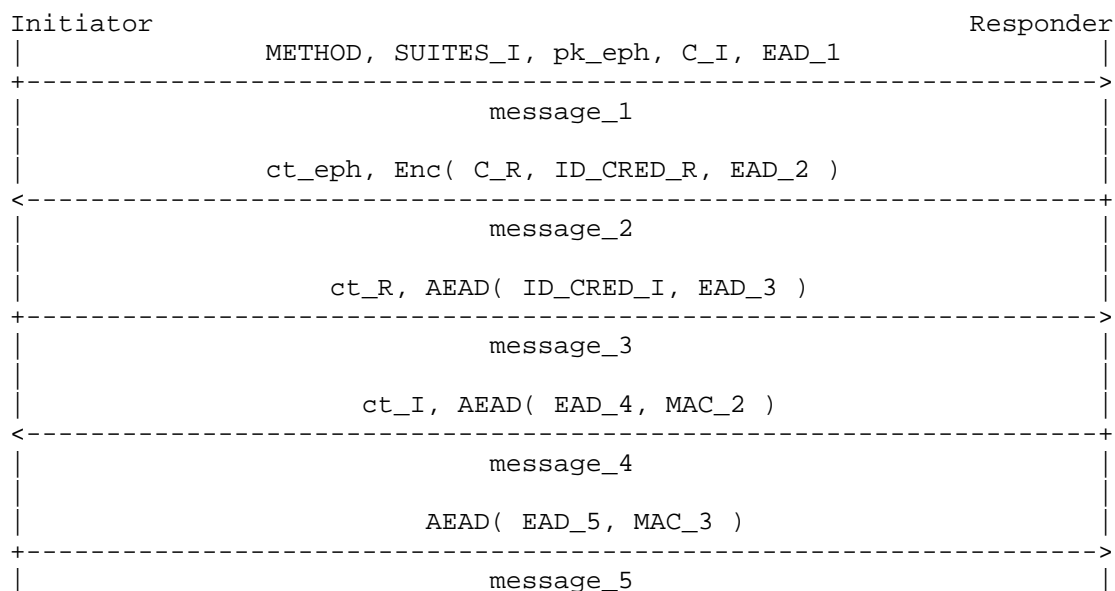 Initiator Responder
| METHOD, SUITES_I, pk_eph, C_I, EAD_1 |
+------------------------------------------------------------------>
| message_1 |
| |
| ct_eph, Enc( C_R, ID_CRED_R, EAD_2 ) |
<------------------------------------------------------------------+
| message_2 |
| |
| ct_R, AEAD( ID_CRED_I, EAD_3 ) |
+------------------------------------------------------------------>
| message_3 |
| |
| ct_I, AEAD( EAD_4, MAC_2 ) |
<------------------------------------------------------------------+
| message_4 |
| |
| AEAD( EAD_5, MAC_3 ) |
+------------------------------------------------------------------>
| message_5 |